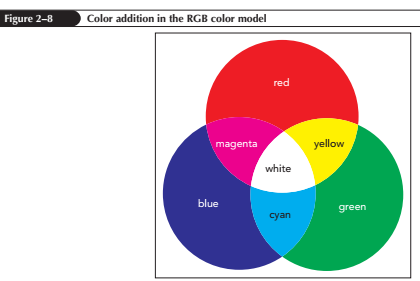 Figure 2–8 Color addition in the RGB color model
red
magenta yellow
white
blue green
cyan